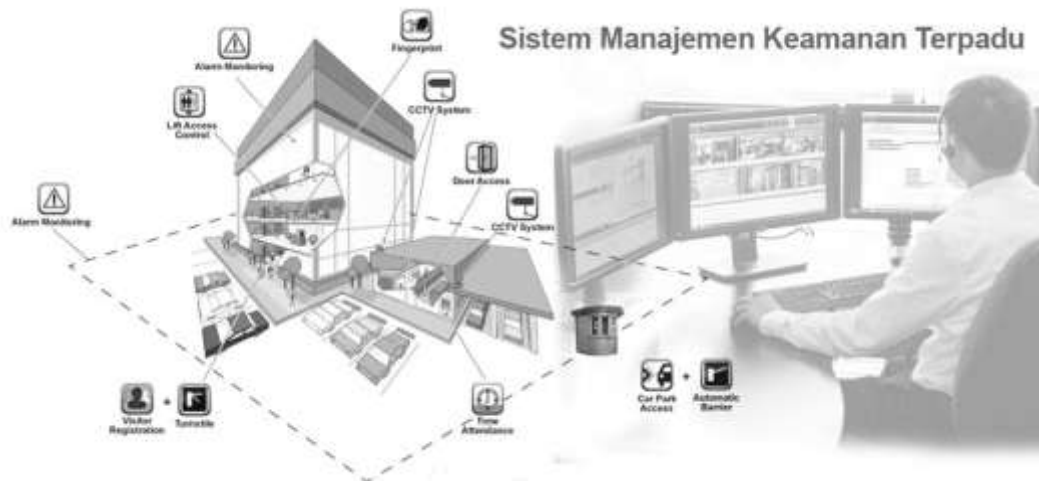 Sistem Manajemen Keamanan Terpadu
Fingerprint
Alarm Monitoring
CCTV System
Lift Access
Control
Door Access
Alarm Monitoring
CCTV System
Visitor
Registration
+
Turnstile
Time
Attendance
Car Park
Access
+
Automatic
Barrier